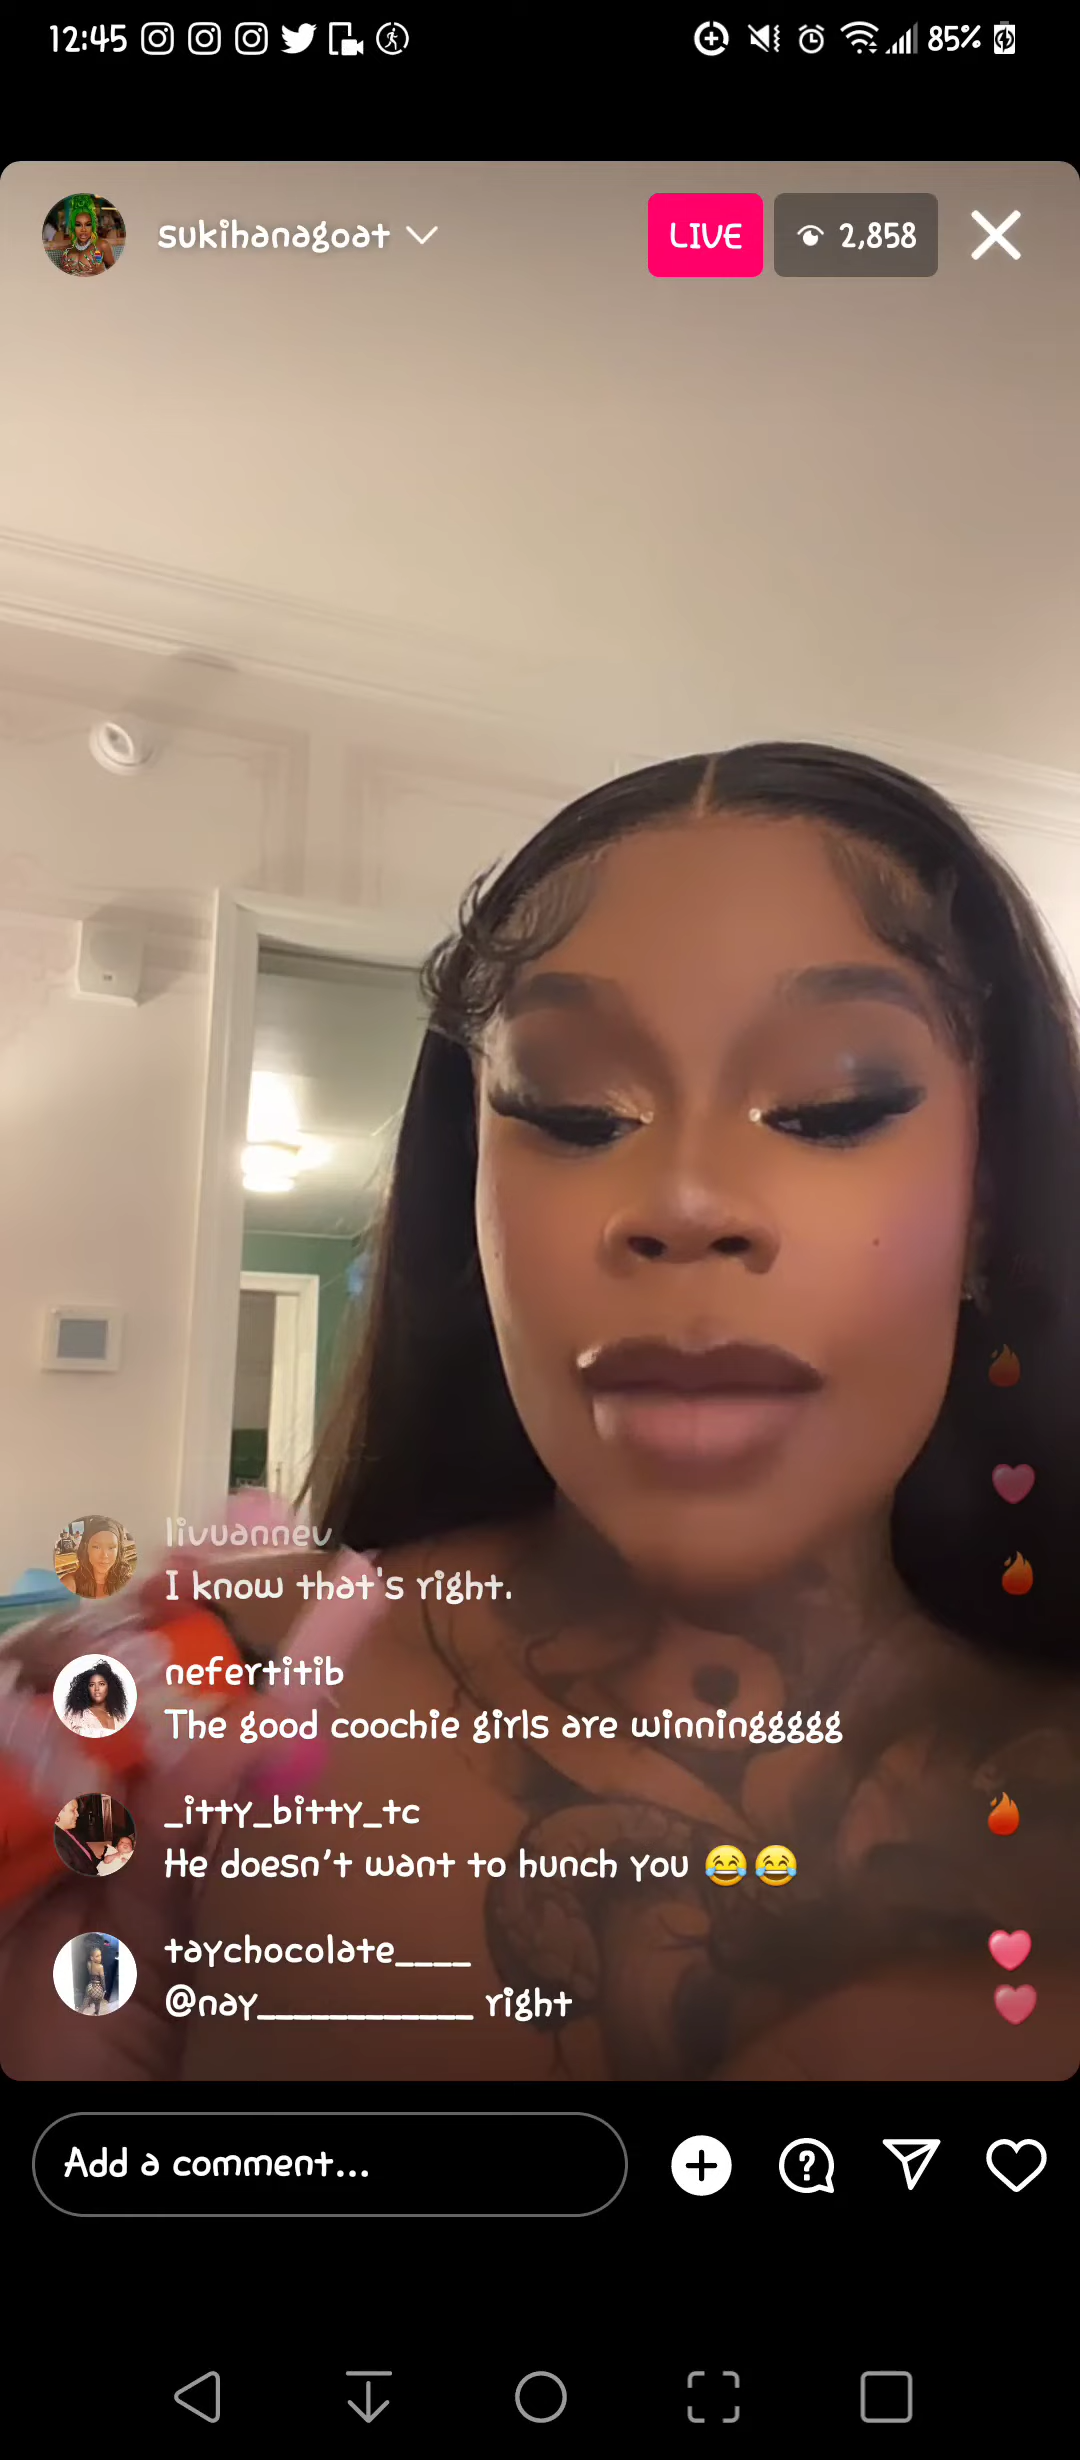 12:45
85%
sukihanagoat
LIVE
2,858
livuannev
I know that's right.
nefertitib
The good coochie girls are winninggggg
_itty_bitty_tc
He doesn't want to hunch you 😂😂
taychocolate____
@nay____________ right
Add a comment...